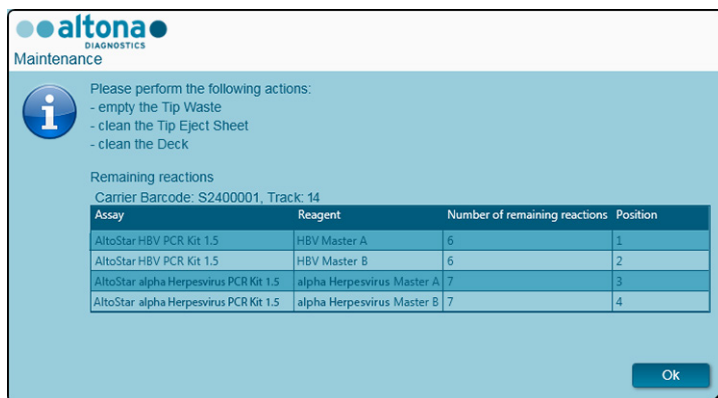 altona
DIAGNOSTICS
Maintenance
Please perform the following actions:
- empty the Tip Waste
- clean the Tip Eject Sheet
- clean the Deck
Remaining reactions
Carrier Barcode: S2400001, Track: 14
Assay Reagent Number of remaining reactions Position
AltoStar HBV PCR Kit 1.5 HBV Master A 6 1
AltoStar HBV PCR Kit 1.5 HBV Master B 6 2
AltoStar alpha Herpesvirus PCR Kit 1.5 alpha Herpesvirus Master A 7 3
AltoStar alpha Herpesvirus PCR Kit 1.5 alpha Herpesvirus Master B 7 4
Ok